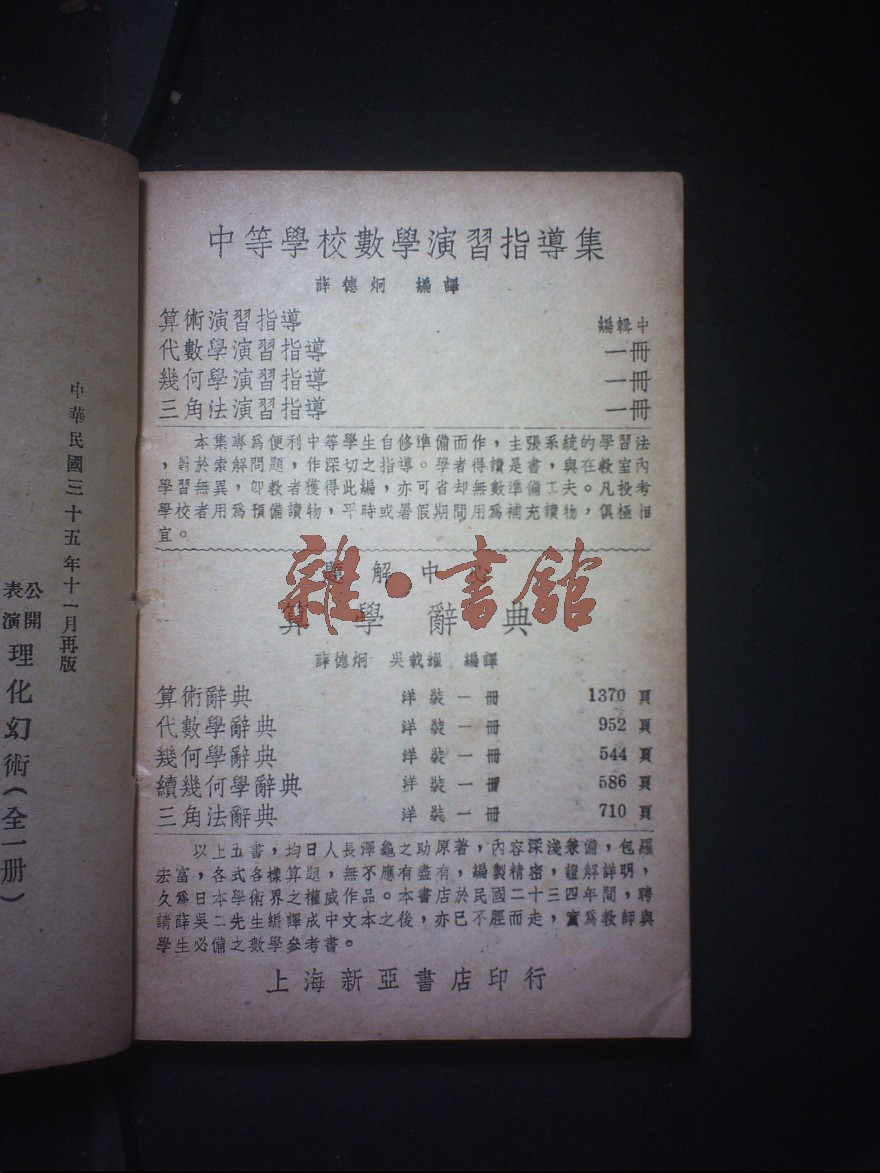 中等學校數學演習指導集
薛德炯 編譯
算術演習指導 編輯中
代數學演習指導 一冊
幾何學演習指導 一冊
三角法演習指導 一冊
本集專爲便利中等學生自修準備而作，主張系統的學習法
，對於索解問題，作深切之指導。學者得讀是書，與在教室內
學習無異，卽教者獲得此編，亦可省却無數準備工夫。凡投考
學校者用爲預備讀物，平時或暑假期間用爲補充讀物，俱極相
宜。
題解中心
算學辭典
雜·書館
薛德炯 吳載燿 編譯
算術辭典 洋裝一冊 1370 頁
代數學辭典 洋裝一冊 952 頁
幾何學辭典 洋裝一冊 544 頁
續幾何學辭典 洋裝一冊 586 頁
三角法辭典 洋裝一冊 710 頁
以上五書，均日人長澤龜之助原著，內容深淺兼備，包羅
宏富，各式各樣算題，無不應有盡有，編製精密，證解詳明，
久爲日本學術界之權威作品。本書店於民國二十三四年間，聘
請薛吳二先生編譯成中文本之後，亦已不脛而走，實爲教師與
學生必備之數學參考書。
上海新亞書店印行
中華民國三十五年十一月再版
公開
表演
理化幻術(全一册)